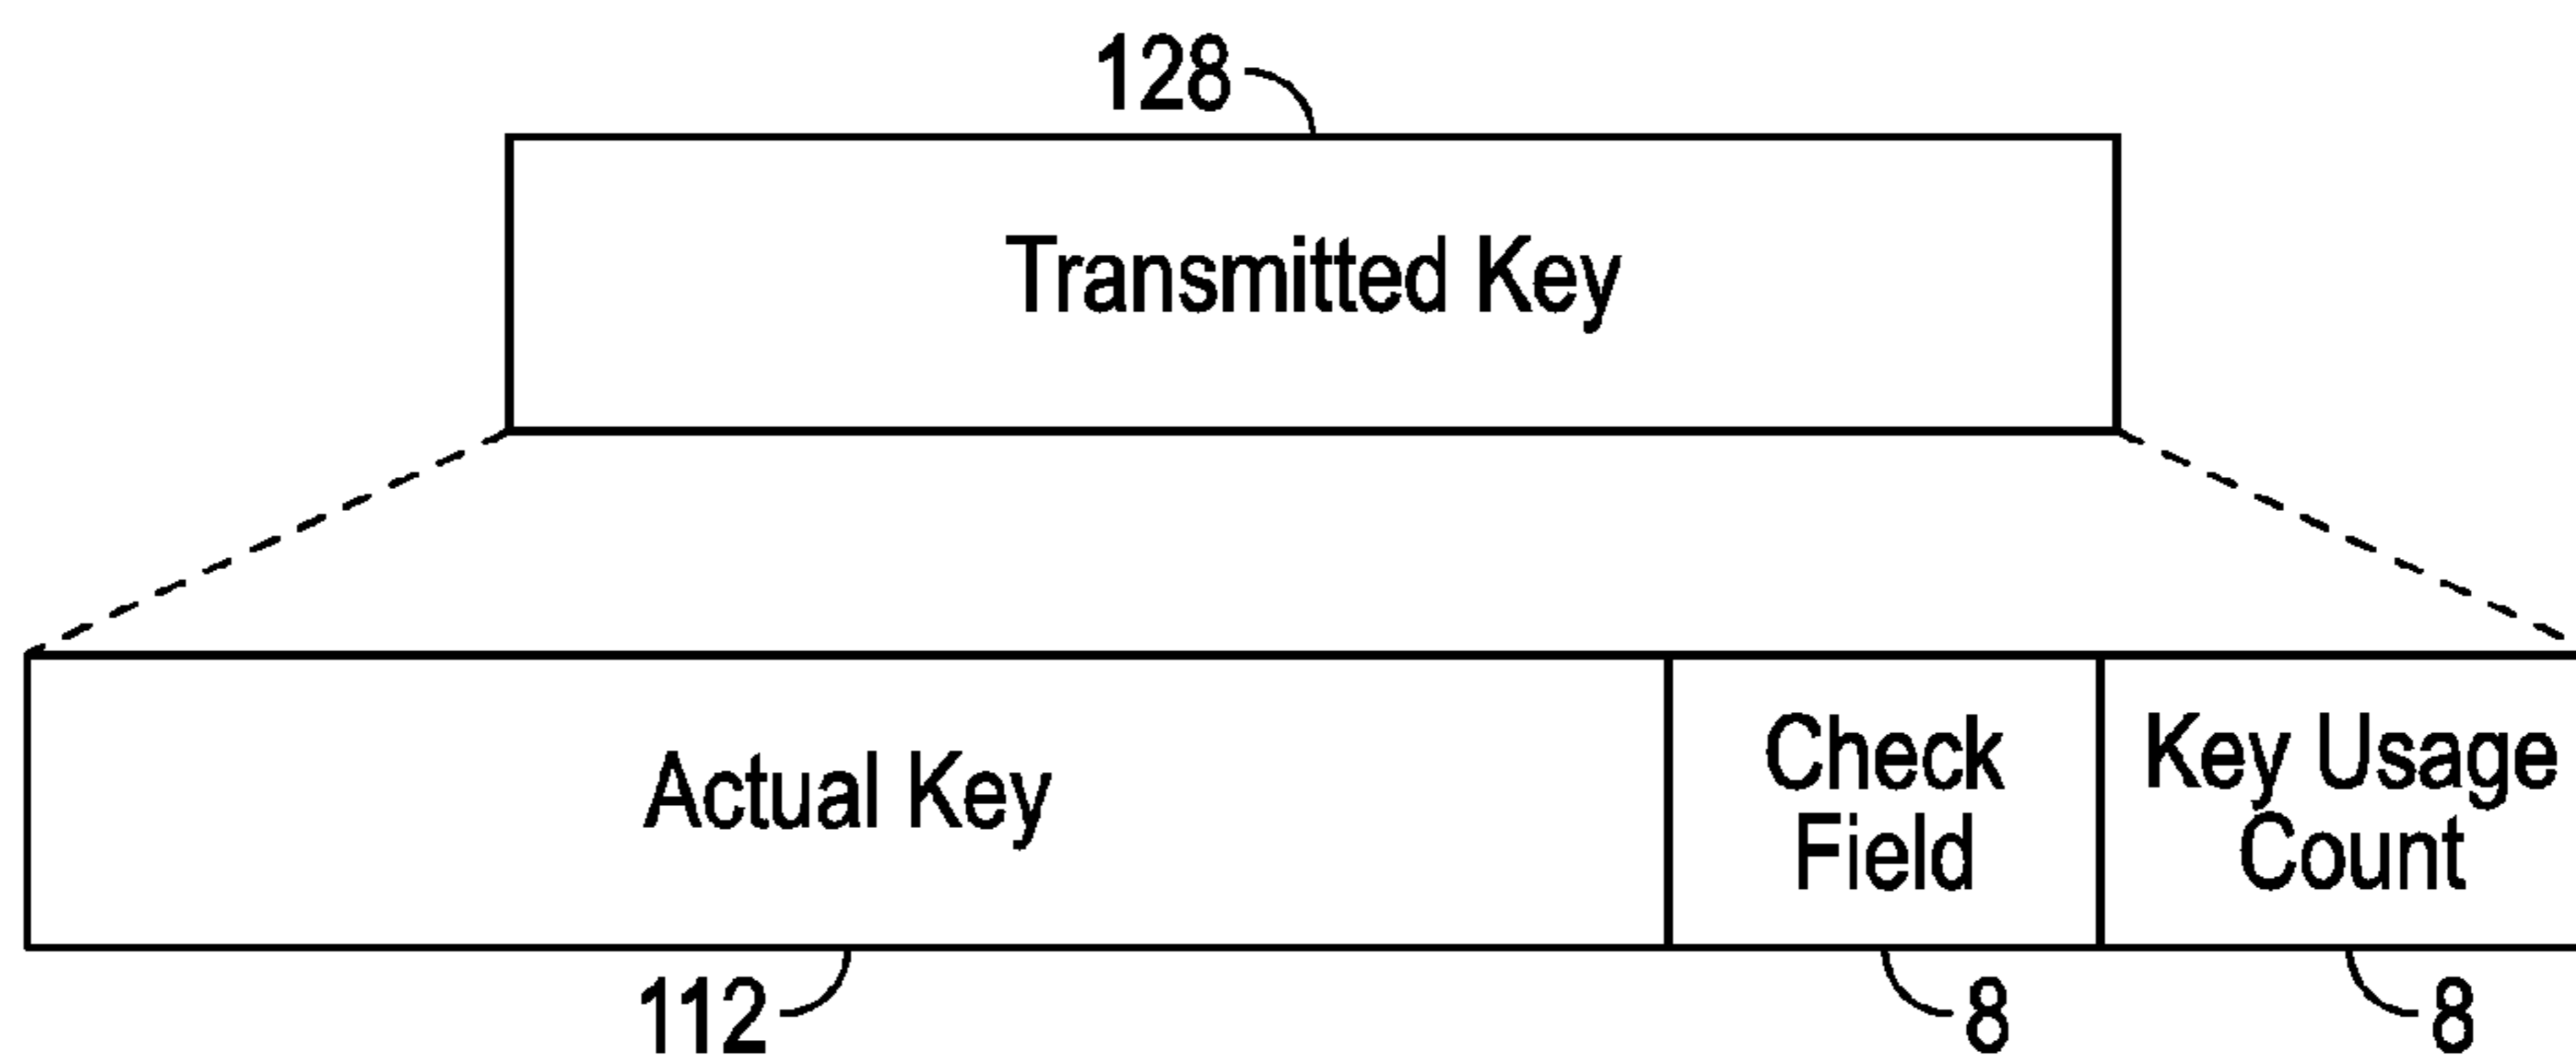 128
Transmitted Key
Actual Key
Check
Field
Key Usage
Count
112
8
8